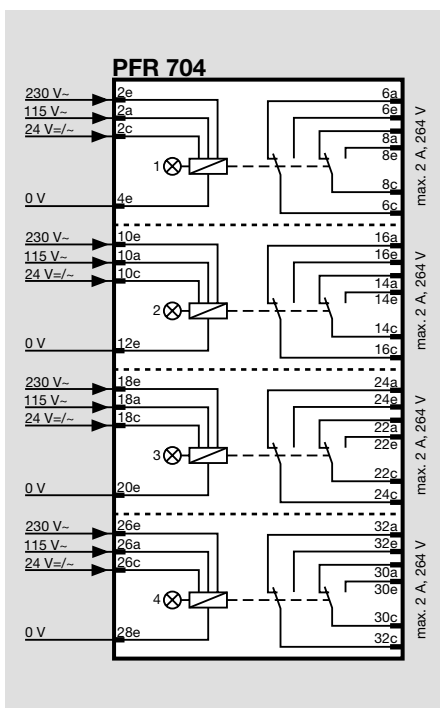 PFR 704
230 V~ 2e 6a
115 V~ 2a 6e
24 V=/~ 2c
8a
1 8e
8c
0 V 4e 6c
max. 2 A, 264 V
230 V~ 10e 16a
115 V~ 10a 16e
24 V=/~ 10c
14a
2 14e
14c
0 V 12e 16c
max. 2 A, 264 V
230 V~ 18e 24a
115 V~ 18a 24e
24 V=/~ 18c
22a
3 22e
22c
0 V 20e 24c
max. 2 A, 264 V
230 V~ 26e 32a
115 V~ 26a 32e
24 V=/~ 26c
30a
4 30e
30c
0 V 28e 32c
max. 2 A, 264 V